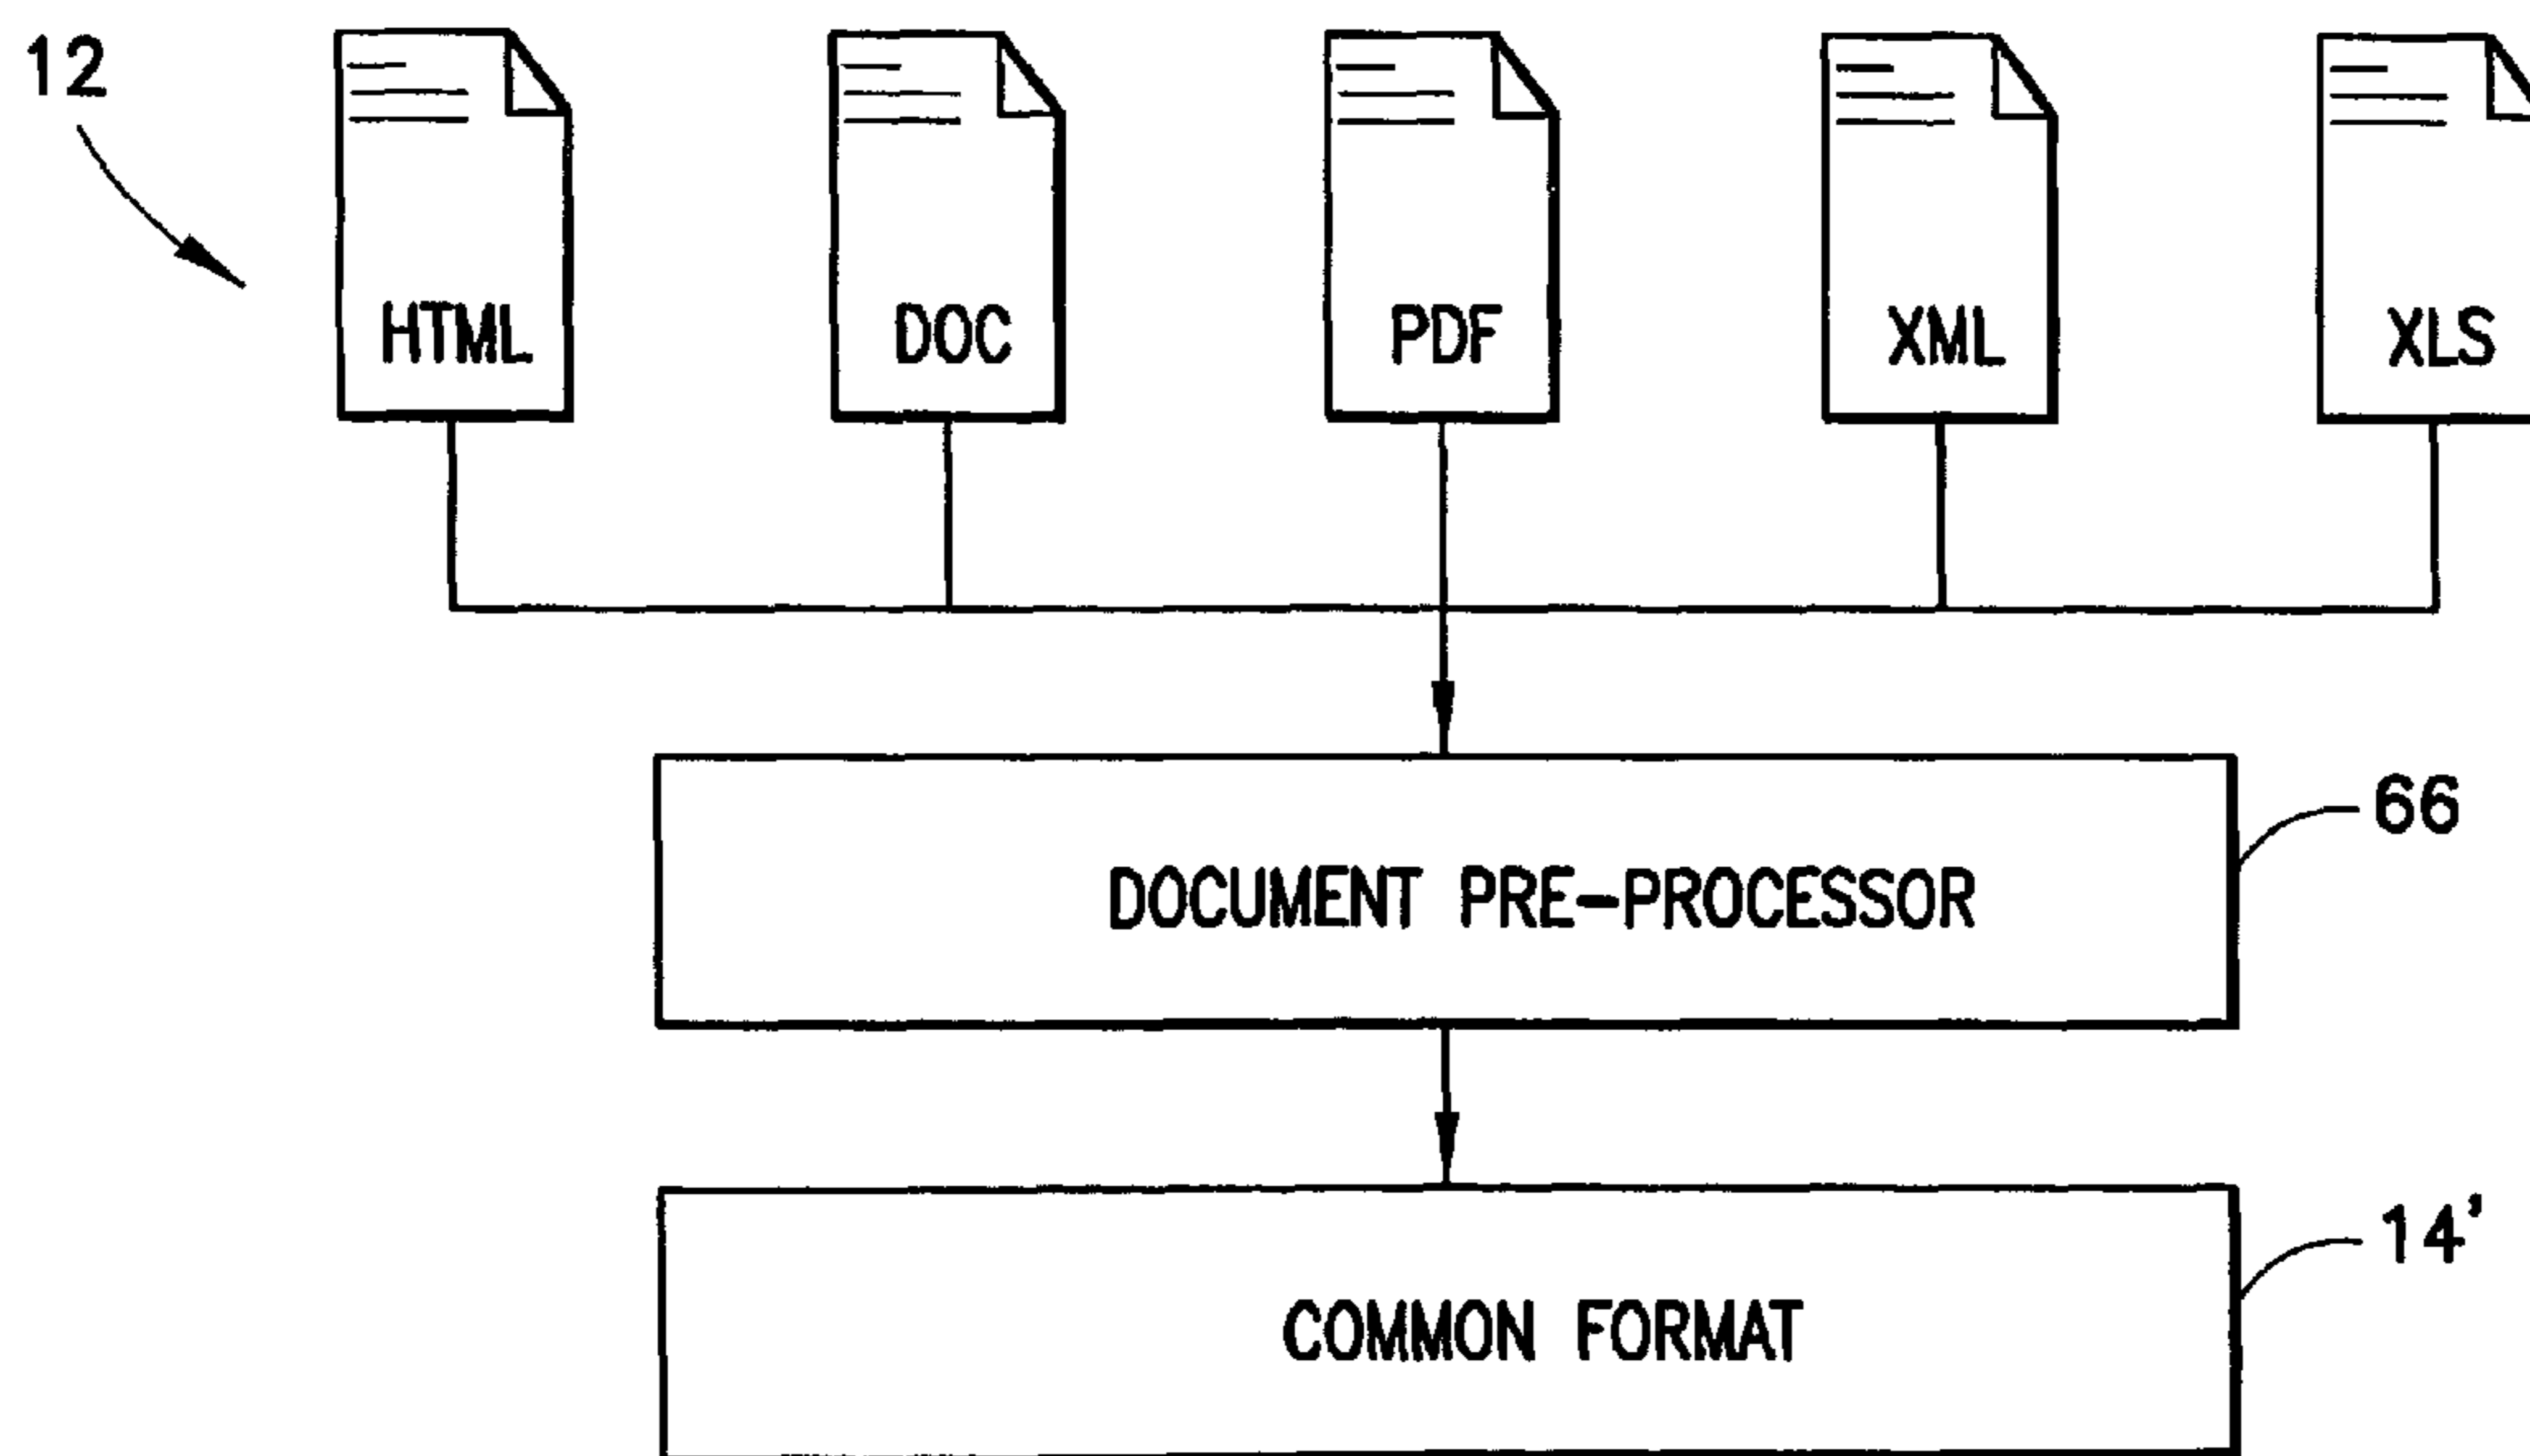 12
HTML DOC PDF XML XLS
66
DOCUMENT PRE-PROCESSOR
14'
COMMON FORMAT